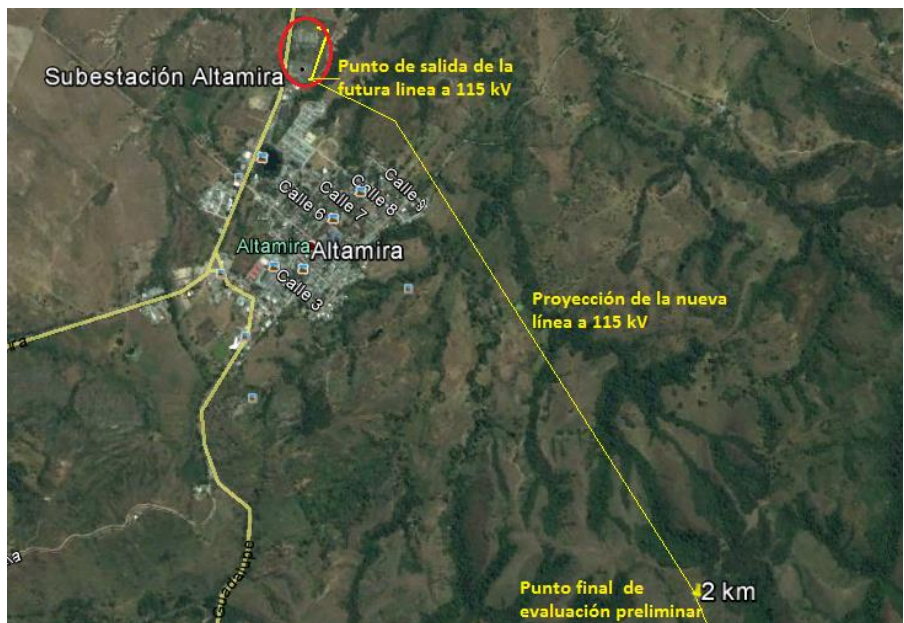 Subestación Altamira
Punto de salida de la
futura linea a 115 kV
Calle 9
Calle 8
Calle 7
Calle 6
Altamira
Altamira
Calle 3
Proyección de la nueva
línea a 115 kV
Guadalupe
2 km
Punto final de
evaluación preliminar